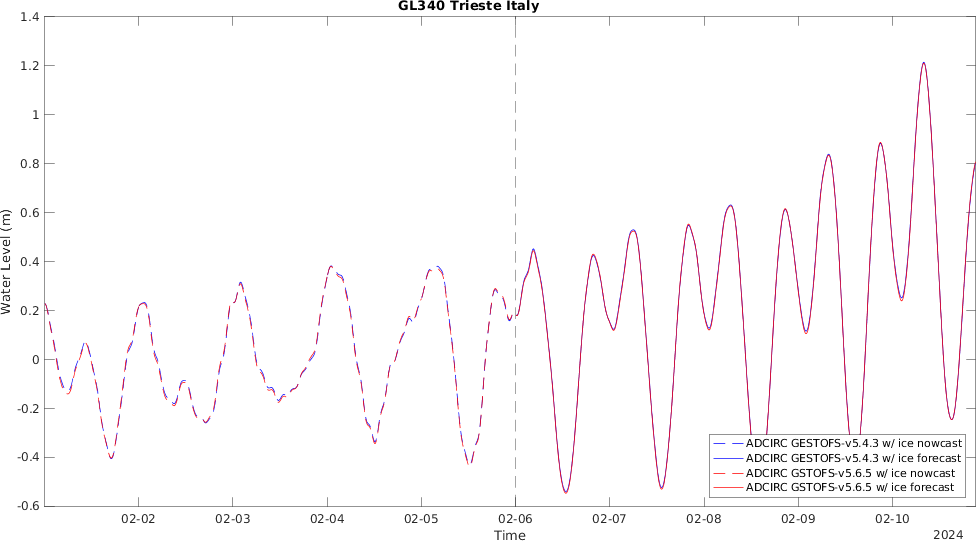 GL340 Trieste Italy
1.4
1.2
1
0.8
0.6
0.4
0.2
0
-0.2
-0.4
-0.6
Water Level (m)
ADCIRC GESTOFS-v5.4.3 w/ ice nowcast
ADCIRC GESTOFS-v5.4.3 w/ ice forecast
ADCIRC GSTOFS-v5.6.5 w/ ice nowcast
ADCIRC GSTOFS-v5.6.5 w/ ice forecast
02-02 02-03 02-04 02-05 02-06 02-07 02-08 02-09 02-10
Time
2024